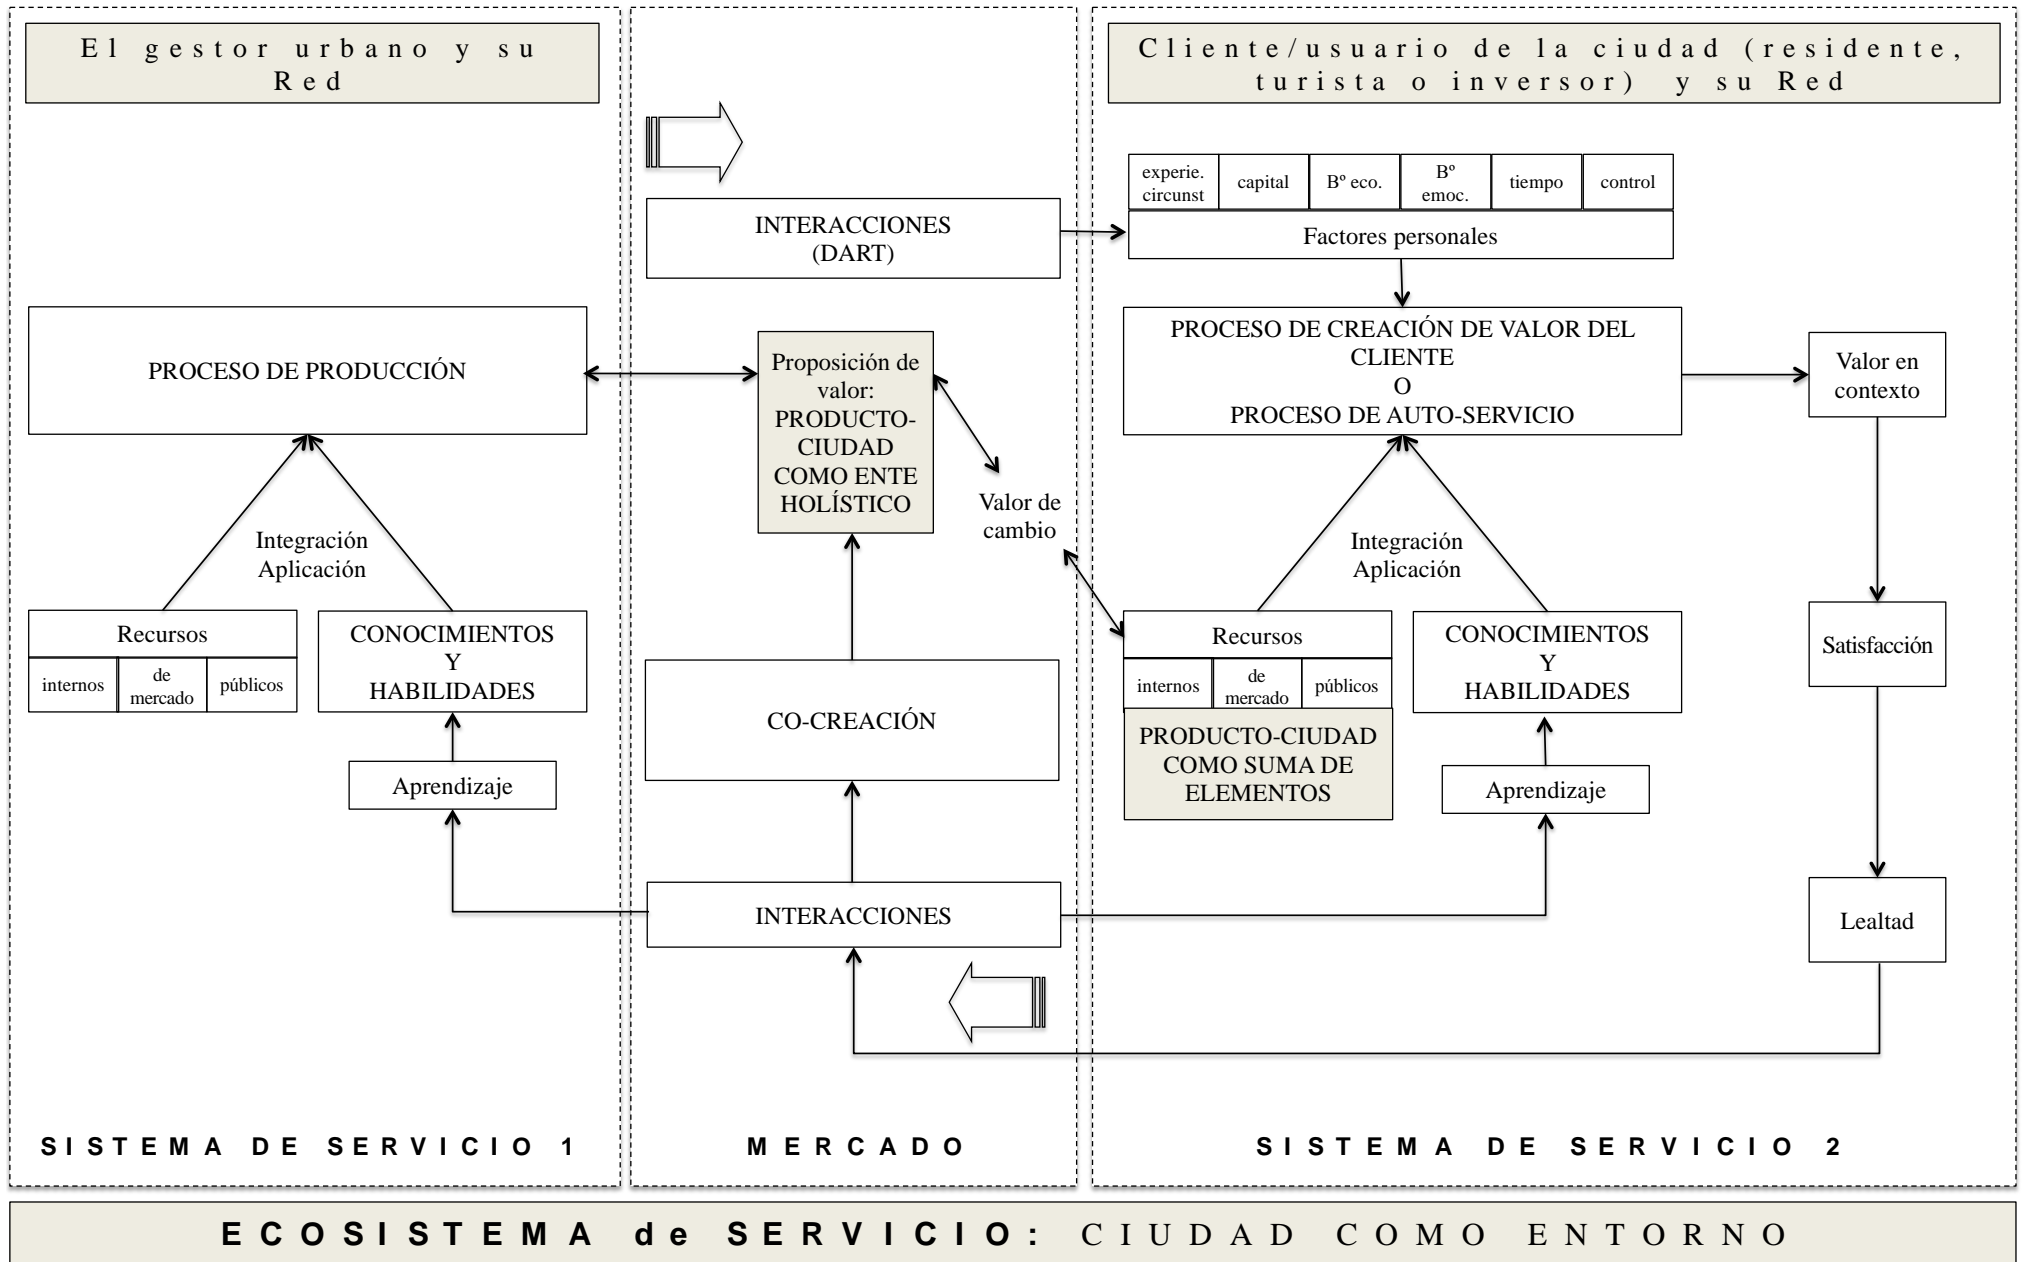 El gestor urbano y su
Red
PROCESO DE PRODUCCIÓN
Integración
Aplicación
Recursos
internos
de
mercado
públicos
CONOCIMIENTOS
Y
HABILIDADES
Aprendizaje
SISTEMA DE SERVICIO 1
INTERACCIONES
(DART)
Proposición de
valor:
PRODUCTO-
CIUDAD
COMO ENTE
HOLÍSTICO
Valor de
cambio
CO-CREACIÓN
INTERACCIONES
MERCADO
Cliente/usuario de la ciudad (residente,
turista o inversor) y su Red
experie.
circunst
capital
Bº eco.
Bº
emoc.
tiempo
control
Factores personales
PROCESO DE CREACIÓN DE VALOR DEL
CLIENTE
O
PROCESO DE AUTO-SERVICIO
Valor en
contexto
Integración
Aplicación
Recursos
internos
de
mercado
públicos
PRODUCTO-CIUDAD
COMO SUMA DE
ELEMENTOS
CONOCIMIENTOS
Y
HABILIDADES
Aprendizaje
Satisfacción
Lealtad
SISTEMA DE SERVICIO 2
ECOSISTEMA de SERVICIO: CIUDAD COMO ENTORNO